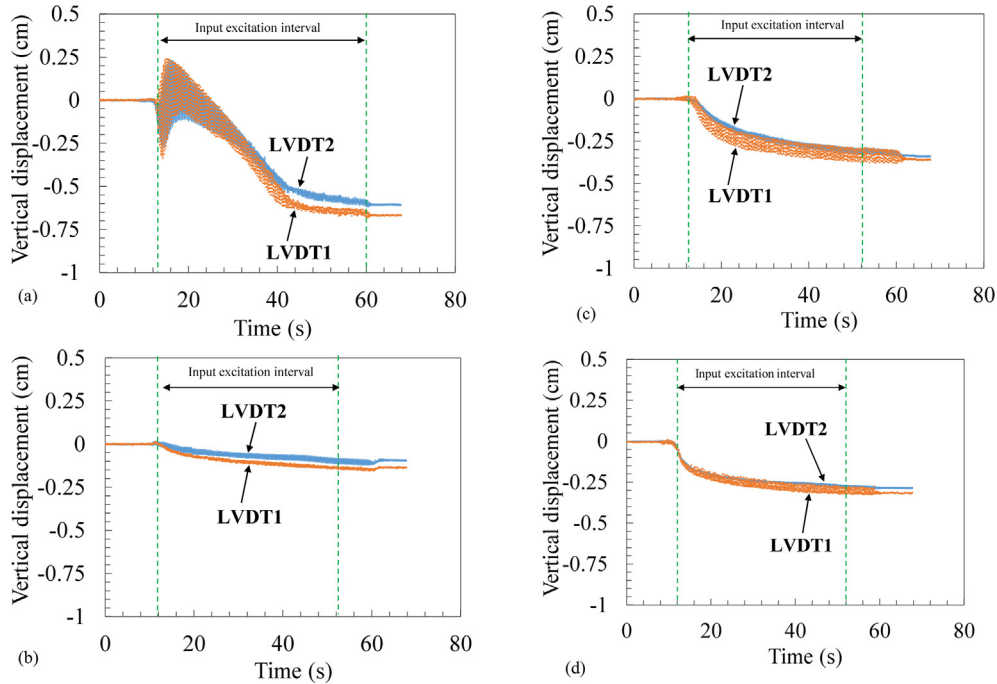 0.5
0.25
0
-0.25
-0.5
-0.75
-1
Vertical displacement (cm)
Input excitation interval
LVDT2
LVDT1
0 20 40 60 80
Time (s)
(a)
0.5
0.25
0
-0.25
-0.5
-0.75
-1
Vertical displacement (cm)
Input excitation interval
LVDT2
LVDT1
0 20 40 60 80
Time (s)
(c)
0.5
0.25
0
-0.25
-0.5
-0.75
-1
Vertical displacement (cm)
Input excitation interval
LVDT2
LVDT1
0 20 40 60 80
Time (s)
(b)
0.5
0.25
0
-0.25
-0.5
-0.75
-1
Vertical displacement (cm)
Input excitation interval
LVDT2
LVDT1
0 20 40 60 80
Time (s)
(d)